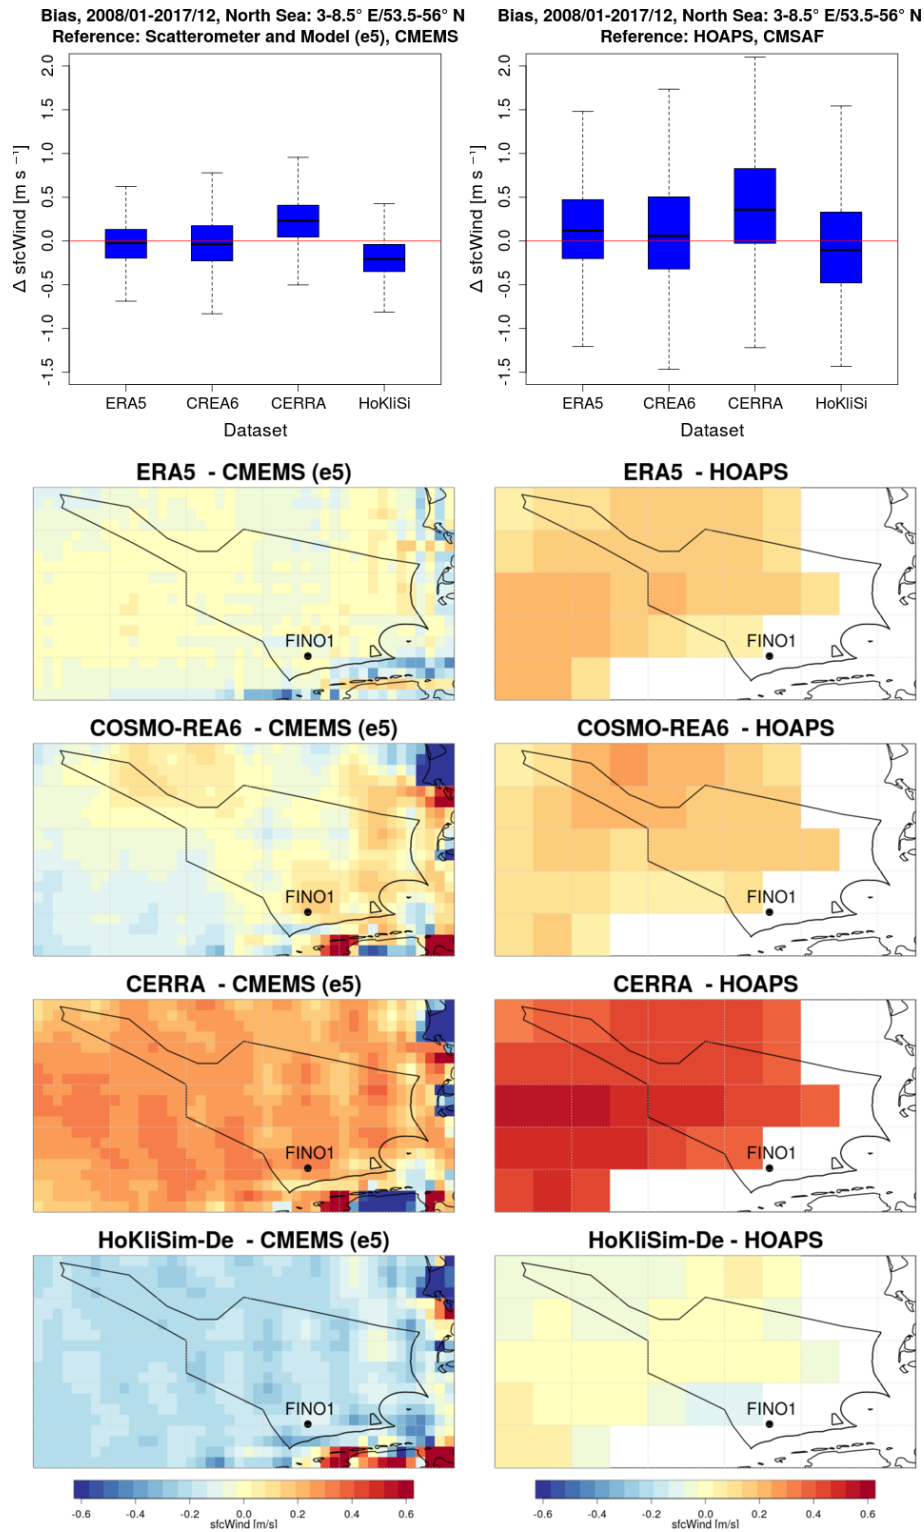 Bias, 2008/01-2017/12, North Sea: 3-8.5° E/53.5-56° N
Reference: Scatterometer and Model (e5), CMEMS
Δ sfcWind [m s⁻¹]
2.0
1.5
1.0
0.5
0.0
-0.5
-1.0
-1.5
ERA5 CREA6 CERRA HoKliSi
Dataset
Bias, 2008/01-2017/12, North Sea: 3-8.5° E/53.5-56° N
Reference: HOAPS, CMSAF
Δ sfcWind [m s⁻¹]
2.0
1.5
1.0
0.5
0.0
-0.5
-1.0
-1.5
ERA5 CREA6 CERRA HoKliSi
Dataset
ERA5 - CMEMS (e5)
FINO1
ERA5 - HOAPS
FINO1
COSMO-REA6 - CMEMS (e5)
FINO1
COSMO-REA6 - HOAPS
FINO1
CERRA - CMEMS (e5)
FINO1
CERRA - HOAPS
FINO1
HoKliSim-De - CMEMS (e5)
FINO1
HoKliSim-De - HOAPS
FINO1
-0.6 -0.4 -0.2 0.0 0.2 0.4 0.6
sfcWind [m/s]
-0.6 -0.4 -0.2 0.0 0.2 0.4 0.6
sfcWind [m/s]